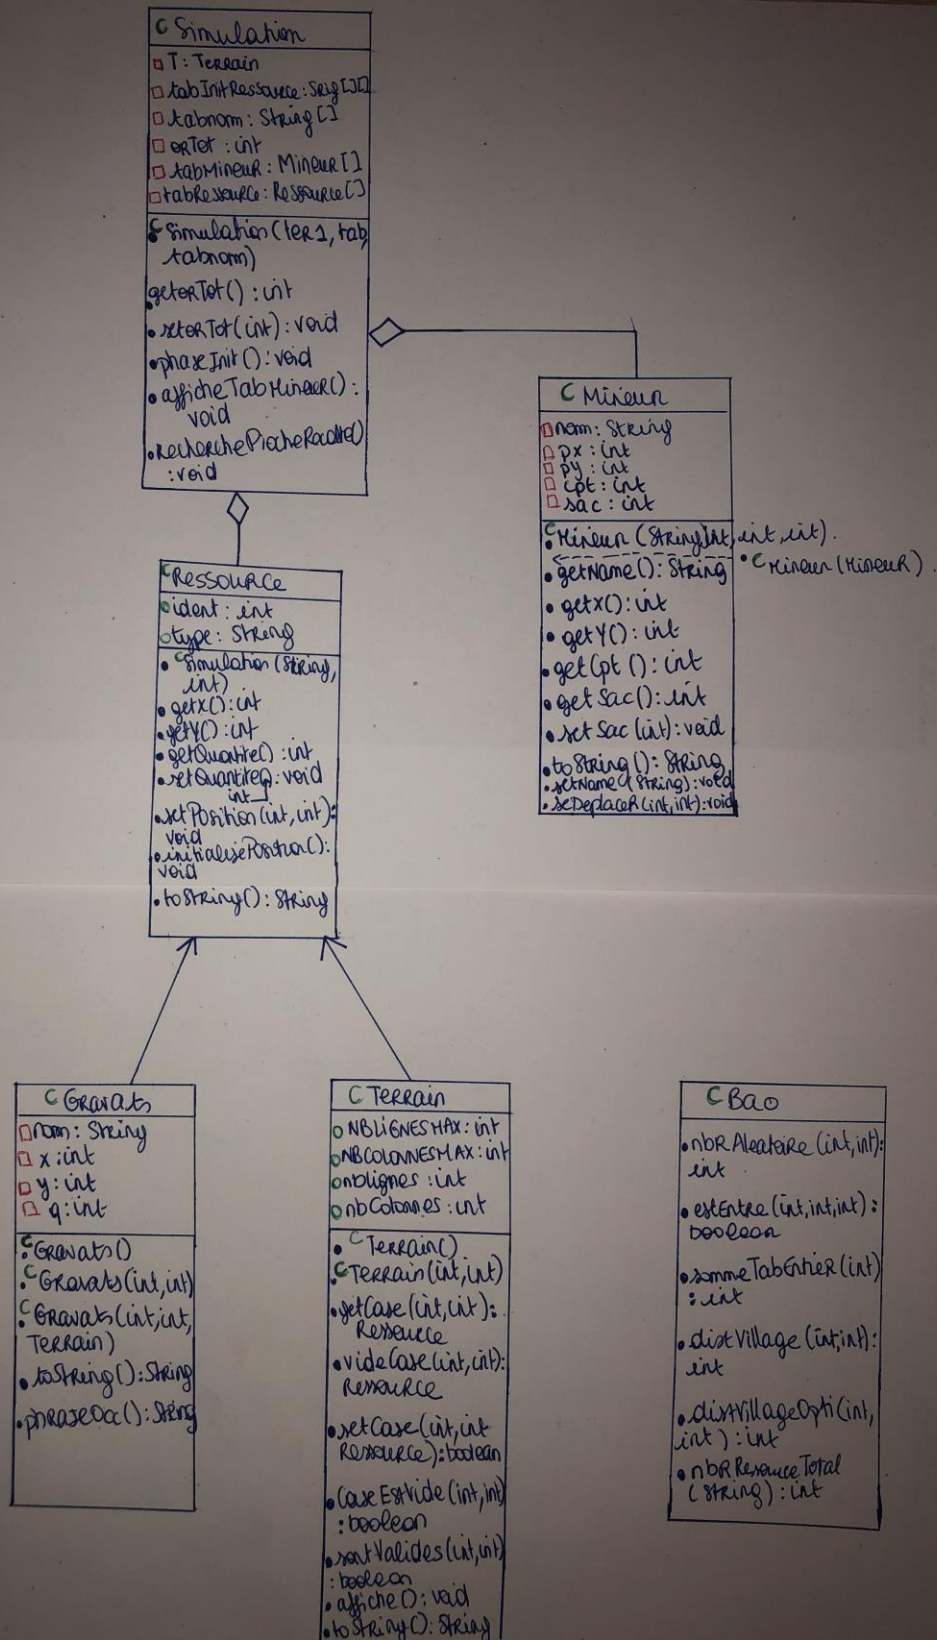 C Simulation
T: Terrain
tabInitRessource: Srig[][]
tabnom: String[]
orTot: int
tabMineur: Mineur[]
tabRessource: Ressource[]
C Simulation(ter1, tab,
tabnom)
getorTot(): int
setorTot(int): void
phaseInit(): void
afficheTabMineur():
void
recherchePiocheRecolte()
: void
C Mineur
nom: String
px: int
py: int
cpt: int
sac: int
C Mineur (String, int, int, int).
C Mineur (Mineur)
getName(): String
getX(): int
getY(): int
getCpt (): int
getSac(): int
setSac (int): void
toString(): String
setName(String): void
seDeplacer(int,int): void
C Ressource
ident: int
type: String
C Simulation(String,
int)
getX(): int
getY(): int
getQuantite(): int
setQuantite(): void
int
setPosition(int,int):
void
initialisePosition():
void
toString(): String
C Gravats
nom: String
x: int
y: int
q: int
C Gravats()
C Gravats(int,int)
C Gravats(int,int,
Terrain)
toString(): String
phraseDoc(): String
C Terrain
NBLIGNESMAX: int
NBCOLONNESMAX: int
nblignes: int
nbColonnes: int
C Terrain()
C Terrain(int,int)
getCase(int,int):
Ressource
videCase(int,int):
Ressource
setCase(int,int
Ressource): boolean
CaseEstVide(int,int)
: boolean
sontValides(int,int)
: boolean
affiche(): void
toString(): String
C Bao
nbRAleatoire(int,int):
int
estEntre(int,int,int):
boolean
sommeTabEntier(int)
: int
distVillage(int,int):
int
distVillageOpti(int,
int): int
nbRResourceTotal
(String): int